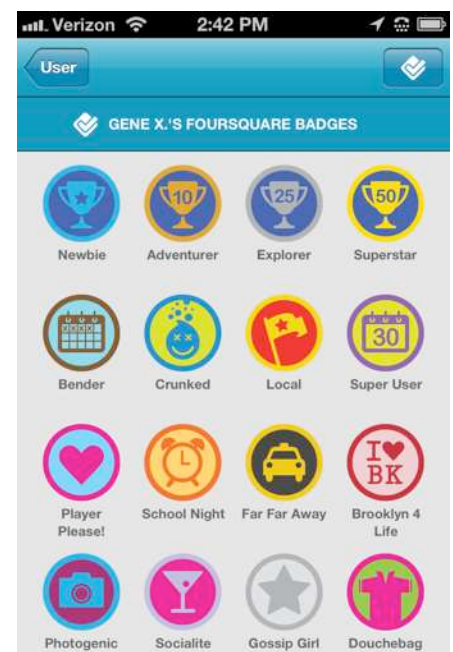 Verizon 2:42 PM
User
GENE X.'S FOURSQUARE BADGES
10 25 50
Newbie Adventurer Explorer Superstar
XXXX
30
Bender Crunked Local Super User
I♥
BK
Player Please! School Night Far Far Away Brooklyn 4 Life
Photogenic Socialite Gossip Girl Douchebag